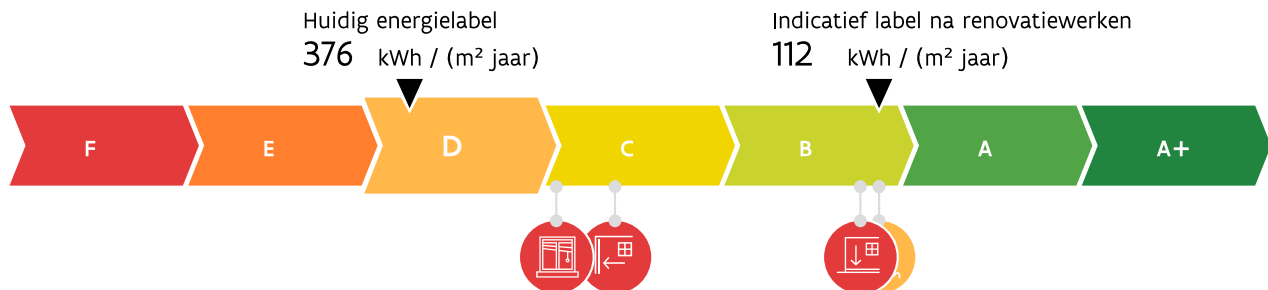 Huidig energielabel
376 kWh / (m² jaar)
Indicatief label na renovatiewerken
112 kWh / (m² jaar)
F E D C B A A+